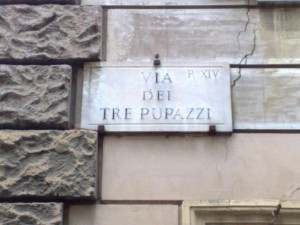 VIA R. XIV
DEI
TRE PUPAZZI